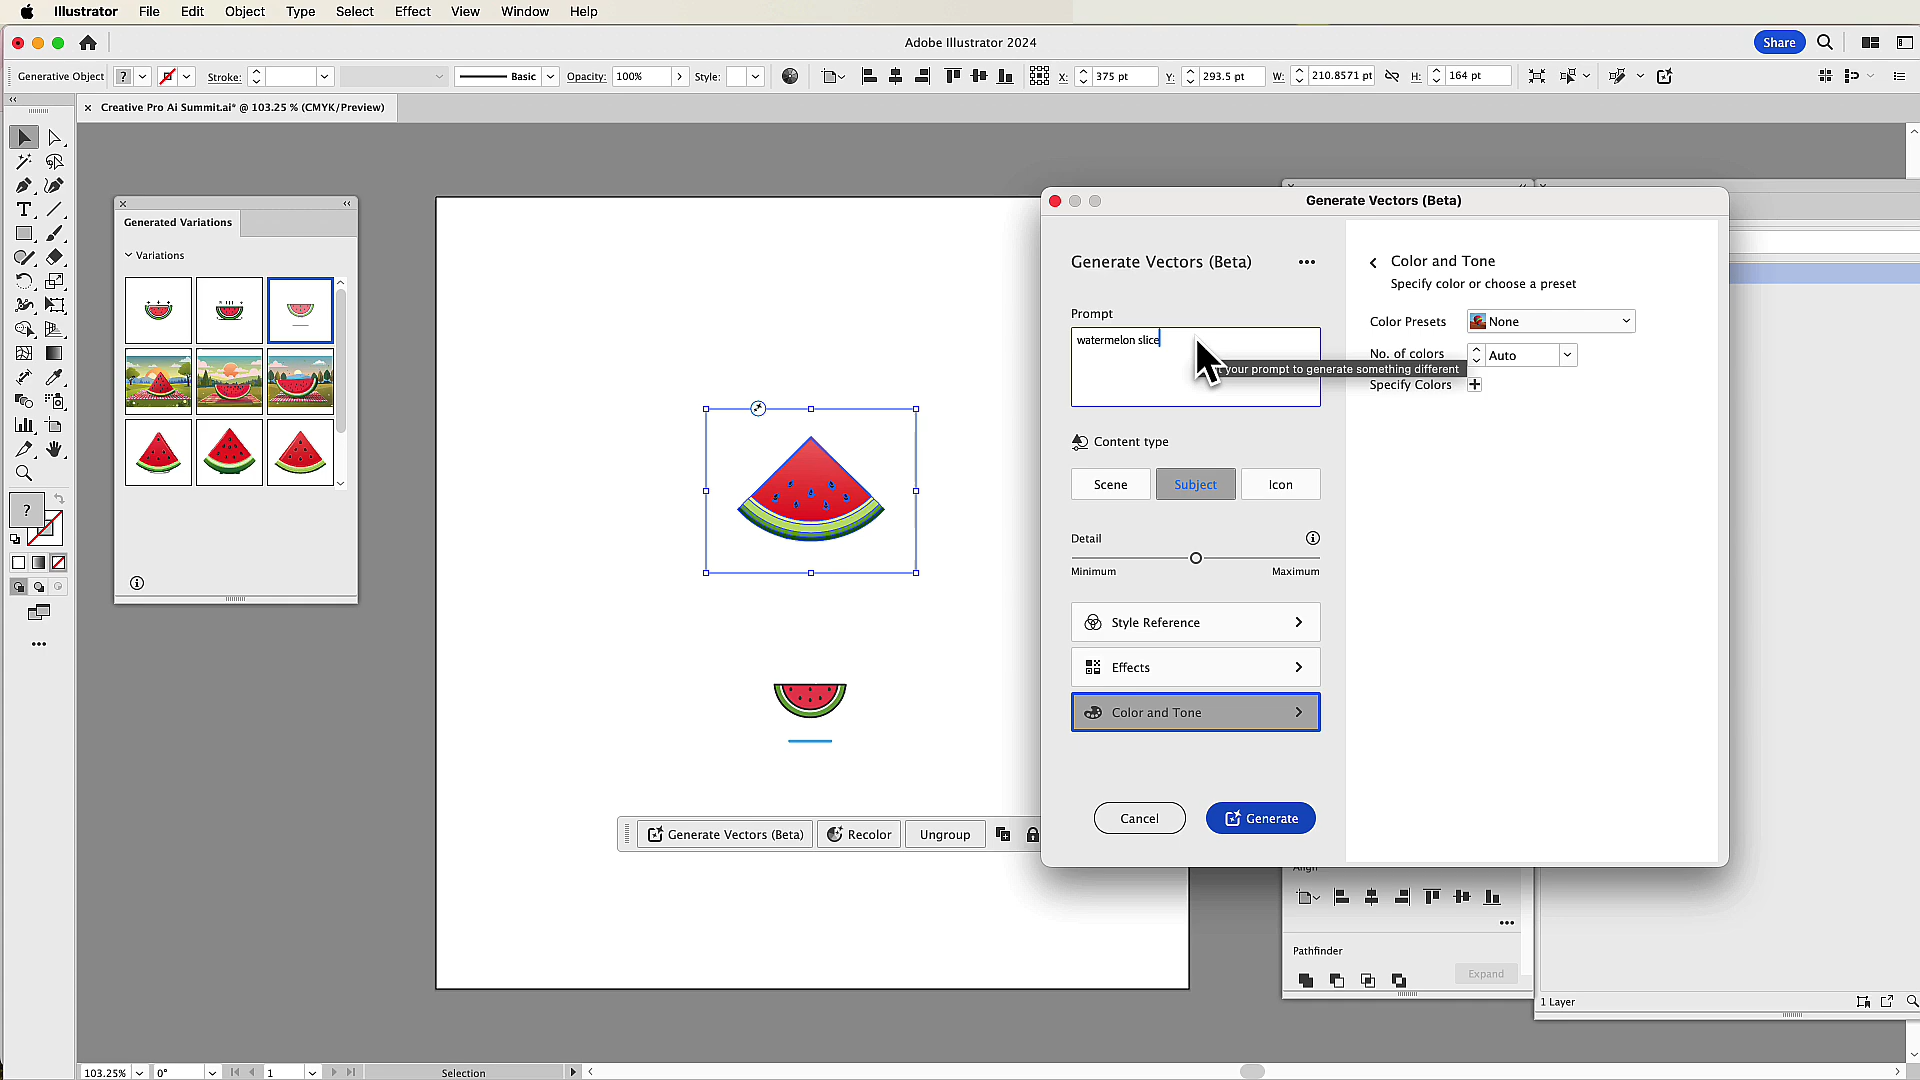 Illustrator File Edit Object Type Select Effect View Window Help
Adobe Illustrator 2024
Share
Generative Object ? Stroke: Basic Opacity: 100% Style: X: 375 pt Y: 293.5 pt W: 210.8571 pt H: 164 pt
Creative Pro Ai Summit.ai* @ 103.25 % (CMYK/Preview)
Generated Variations
Variations
Generate Vectors (Beta)
Generate Vectors (Beta)
Prompt
watermelon slice
your prompt to generate something different
Content type
Scene Subject Icon
Detail
Minimum Maximum
Style Reference
Effects
Color and Tone
Cancel Generate
Color and Tone
Specify color or choose a preset
Color Presets None
No. of colors Auto
Specify Colors
?
Generate Vectors (Beta) Recolor Ungroup
Align
Pathfinder
Expand
1 Layer
103.25% 0° 1 Selection